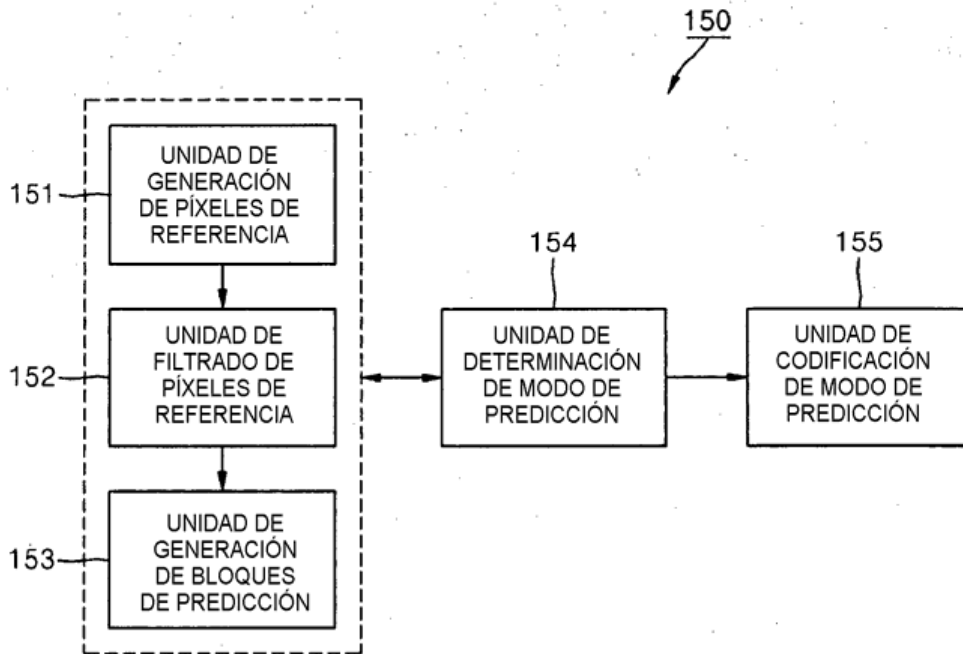 150
151
UNIDAD DE
GENERACIÓN
DE PÍXELES DE
REFERENCIA
152
UNIDAD DE
FILTRADO DE
PÍXELES DE
REFERENCIA
153
UNIDAD DE
GENERACIÓN
DE BLOQUES
DE PREDICCIÓN
154
UNIDAD DE
DETERMINACIÓN
DE MODO DE
PREDICCIÓN
155
UNIDAD DE
CODIFICACIÓN
DE MODO DE
PREDICCIÓN